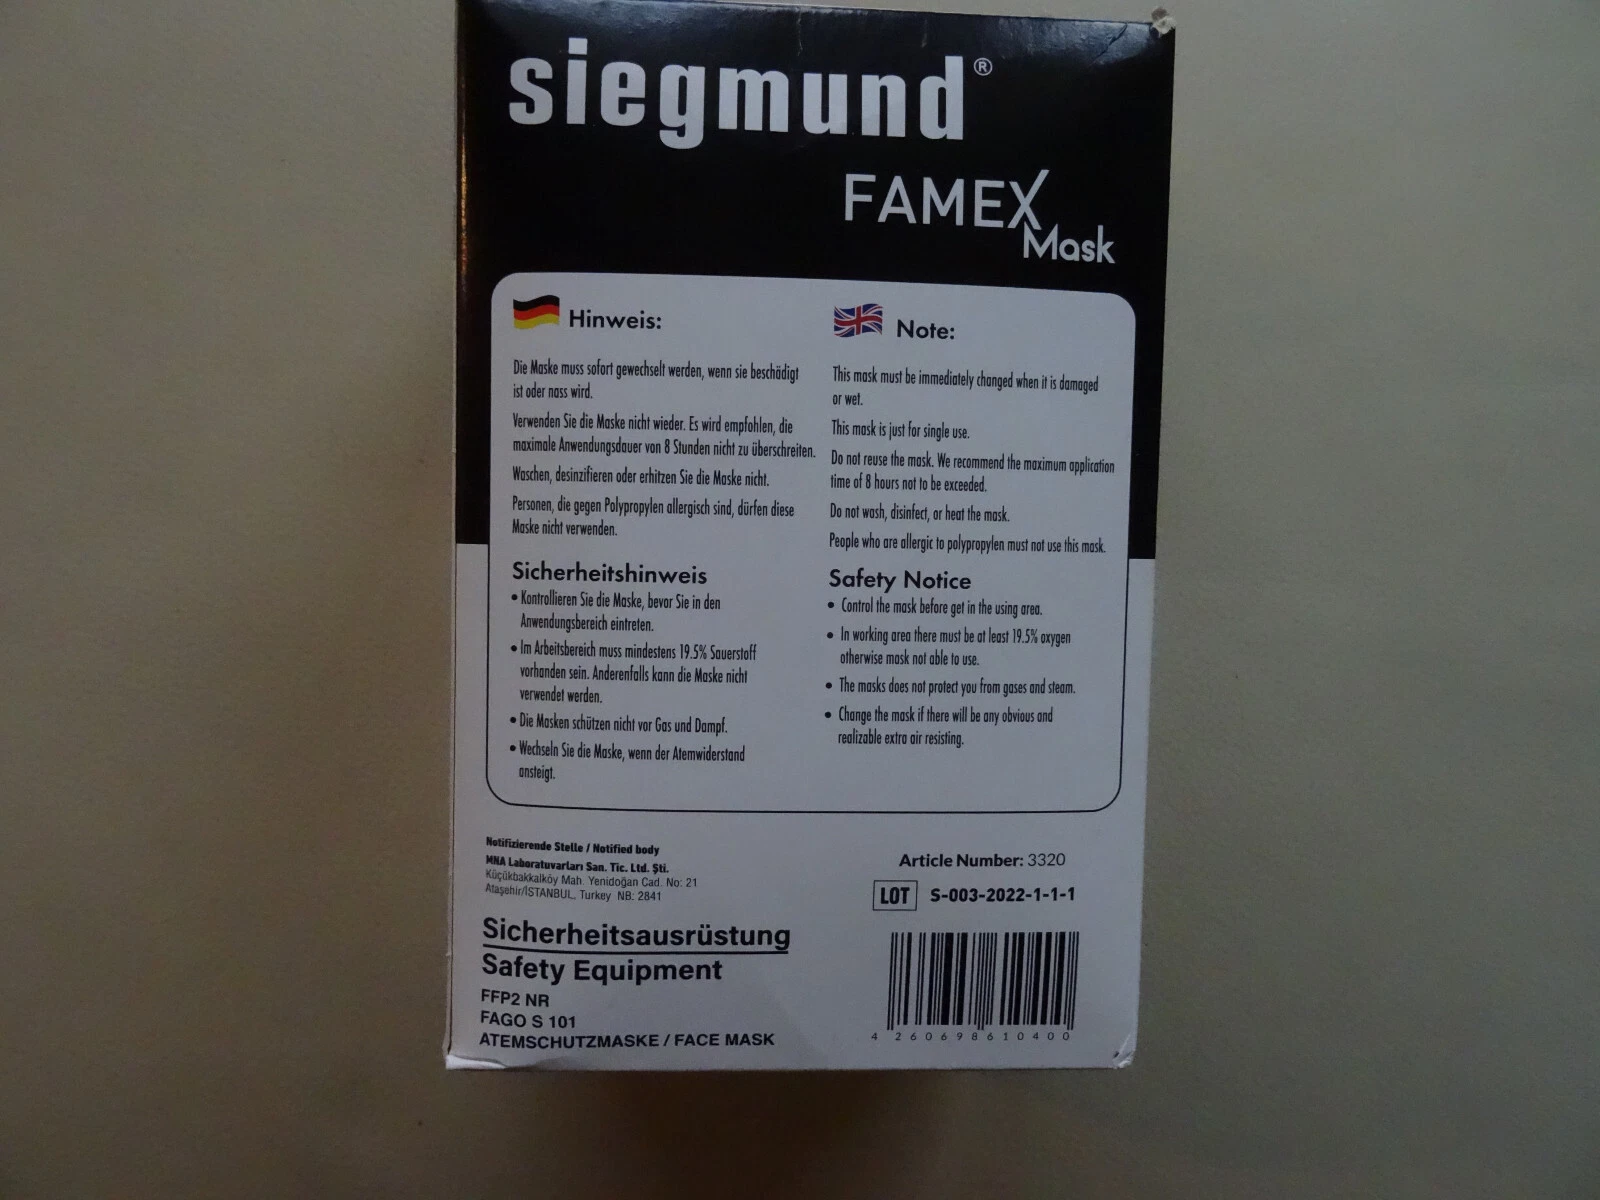 siegmund®
FAMEX
Mask
Hinweis:
Die Maske muss sofort gewechselt werden, wenn sie beschädigt
ist oder nass wird.
Verwenden Sie die Maske nicht wieder. Es wird empfohlen, die
maximale Anwendungsdauer von 8 Stunden nicht zu überschreiten.
Waschen, desinzifieren oder erhitzen Sie die Maske nicht.
Personen, die gegen Polypropylen allergisch sind, dürfen diese
Maske nicht verwenden.
Sicherheitshinweis
• Kontrollieren Sie die Maske, bevor Sie in den
Anwendungsbereich eintreten.
• Im Arbeitsbereich muss mindestens 19.5% Sauerstoff
vorhanden sein. Anderenfalls kann die Maske nicht
verwendet werden.
• Die Masken schützen nicht vor Gas und Dampf.
• Wechseln Sie die Maske, wenn der Atemwiderstand
ansteigt.
Note:
This mask must be immediately changed when it is damaged
or wet.
This mask is just for single use.
Do not reuse the mask. We recommend the maximum application
time of 8 hours not to be exceeded.
Do not wash, disinfect, or heat the mask.
People who are allergic to polypropylen must not use this mask.
Safety Notice
• Control the mask before get in the using area.
• In working area there must be at least 19.5% oxygen
otherwise mask not able to use.
• The masks does not protect you from gases and steam.
• Change the mask if there will be any obvious and
realizable extra air resisting.
Notifizierende Stelle / Notified body
MNA Laboratuvarları San. Tic. Ltd. Şti.
Küçükbakkalköy Mah. Yenidoğan Cad. No: 21
Ataşehir/İSTANBUL, Turkey NB: 2841
Sicherheitsausrüstung
Safety Equipment
FFP2 NR
FAGO S 101
ATEMSCHUTZMASKE / FACE MASK
Article Number: 3320
LOT S-003-2022-1-1-1
4 260698 610400